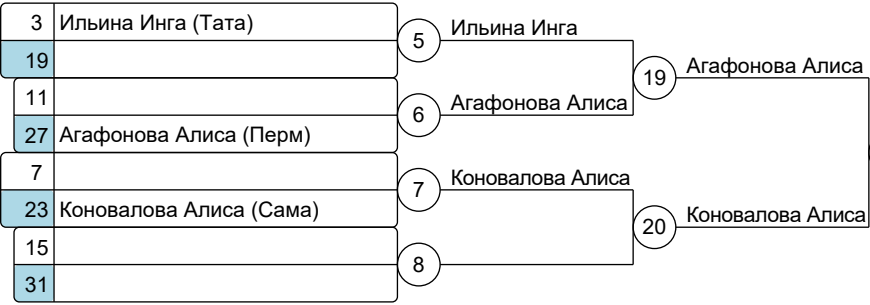 3 Ильина Инга (Тата)
19
11
27 Агафонова Алиса (Перм)
7
23 Коновалова Алиса (Сама)
15
31
5 Ильина Инга
6 Агафонова Алиса
7 Коновалова Алиса
8
19 Агафонова Алиса
20 Коновалова Алиса